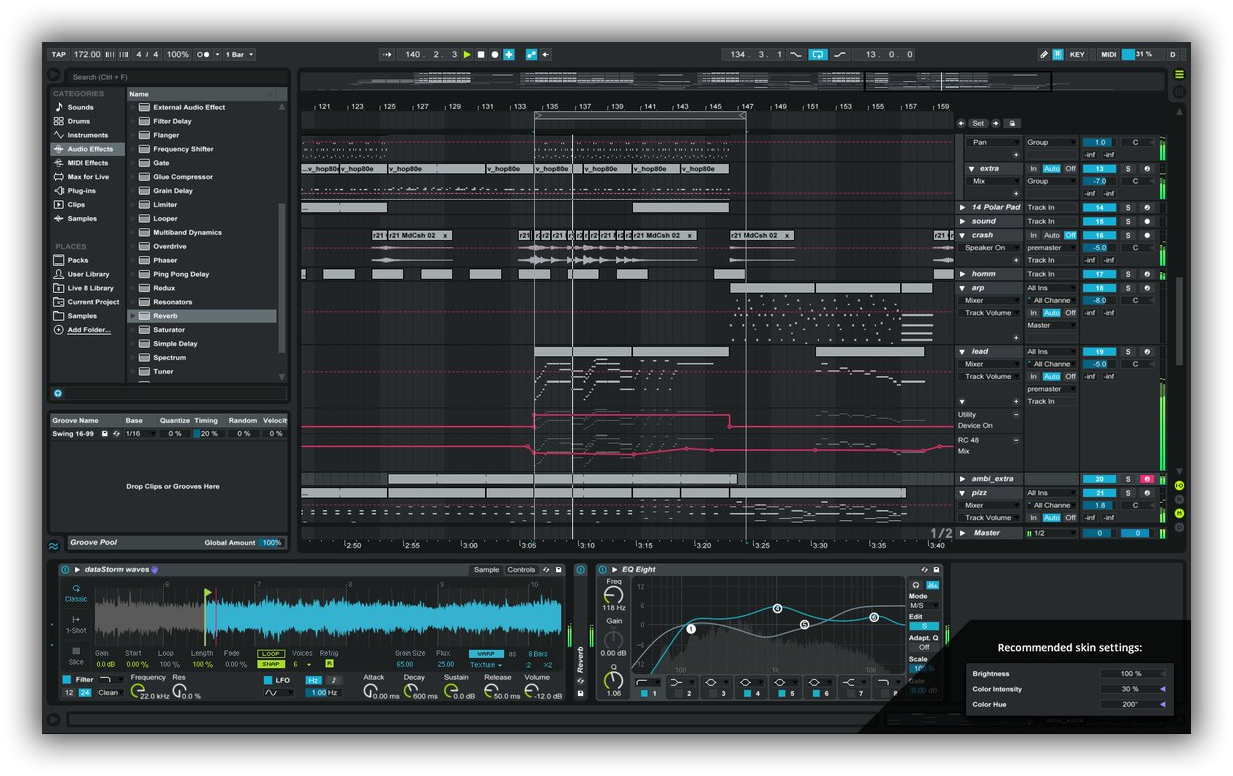 TAP 172.00 4 / 4 100% 1 Bar
140 . 2 . 3
134 . 3 . 1 13 . 0 . 0
KEY MIDI 31 % D
Search (Ctrl + F)
CATEGORIES
Sounds
Drums
Instruments
Audio Effects
MIDI Effects
Max for Live
Plug-ins
Clips
Samples
PLACES
Packs
User Library
Live 8 Library
Current Project
Samples
Add Folder...
Name
External Audio Effect
Filter Delay
Flanger
Frequency Shifter
Gate
Glue Compressor
Grain Delay
Limiter
Looper
Multiband Dynamics
Overdrive
Phaser
Ping Pong Delay
Redux
Resonators
Reverb
Saturator
Simple Delay
Spectrum
Tuner
Groove Name Base Quantize Timing Random Velocity
Swing 16-99 1/16 0 % 20 % 0 % 0 %
Drop Clips or Grooves Here
Groove Pool Global Amount 100%
121 123 125 127 129 131 133 135 137 139 141 143 145 147 149 151 153 155 157 159
...v_hop80e v_hop80e v_hop80e v_hop80e v_hop80e v_hop80e v_hop80e v_hop80e
r21 r21 MdCsh 02 x r21 r21 MdCsh 02 x r21 MdCsh 02 x r21
1/2
2:50 2:55 3:00 3:05 3:10 3:15 3:25 3:35 3:40
Set
Pan Group 1.0 C
-inf -inf
extra In Auto Off 13 S
Mix Group -7.0 C
-inf -inf
14 Polar Pad Track In 14 S
sound Track In 15 S
crash In Auto Off 16 S
Speaker On premaster -5.0 C
Track In -inf -inf
homm Track In 17 S
arp All Ins 18 S
Mixer All Channe -8.0 C
Track Volume In Auto Off -inf -inf
Master
lead All Ins 19 S
Mixer All Channe -5.0 C
Track Volume In Auto Off -inf -inf
premaster
Track In
Utility
Device On
RC 48
Mix
ambi_extra 20 S
pizz All Ins 21 S
Mixer All Channe 1.8 C
Track Volume In Auto Off -inf -inf
Master 1/2 0 0
dataStorm waves Sample Controls
6 7 8 9 10
Classic
1-Shot
Slice
Gain Start Loop Length Fade LOOP Voices Retrig Grain Size Flux WARP as 8 Bars
0.0 dB 0.00 % 100 % 100 % 0.00 % SNAP 6 R 65.00 25.00 Texture :2 ×2
Filter Frequency Res LFO Hz Attack Decay Sustain Release Volume
12 24 Clean 22.0 kHz 0.0 % 1.00 Hz 0.00 ms 600 ms 0.0 dB 50.0 ms -12.0 dB
Reverb
EQ Eight
Freq
118 Hz
Gain
0.00 dB
Q
1.06
12
6
0
-6
-12
100 1k 10k
1 4 5 6
1 2 3 4 5 6 7 8
Mode
M/S
Edit
S
Adapt. Q
Off
Scale
100 %
Gain
0.00 dB
Recommended skin settings:
Brightness 100 %
Color Intensity 30 %
Color Hue 200°
ambi_extra